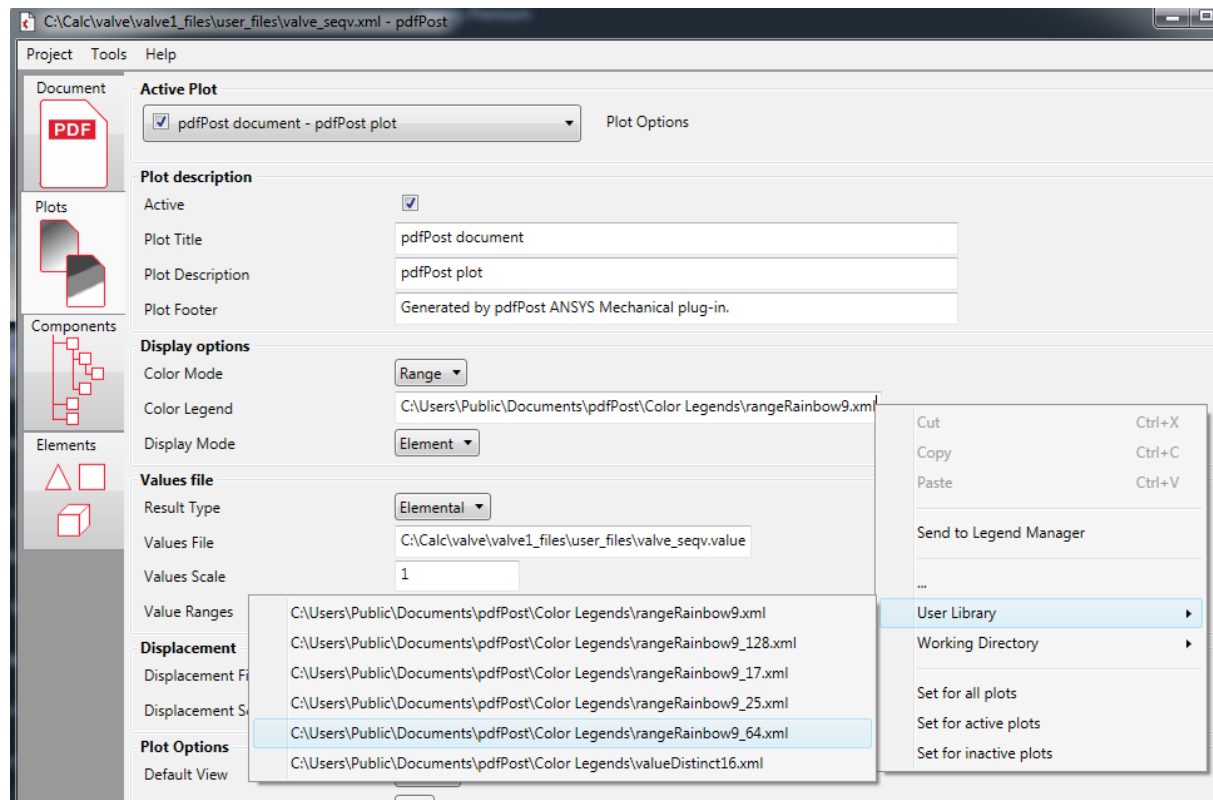 C:\Calc\valve\valve1_files\user_files\valve_seqv.xml - pdfPost
Project Tools Help
Document
PDF
Plots
Components
Elements
Active Plot
pdfPost document - pdfPost plot Plot Options
Plot description
Active
Plot Title pdfPost document
Plot Description pdfPost plot
Plot Footer Generated by pdfPost ANSYS Mechanical plug-in.
Display options
Color Mode Range
Color Legend C:\Users\Public\Documents\pdfPost\Color Legends\rangeRainbow9.xml
Display Mode Element
Values file
Result Type Elemental
Values File C:\Calc\valve\valve1_files\user_files\valve_seqv.value
Values Scale 1
Value Ranges
Displacement
Displacement Fi
Displacement S
Plot Options
Default View
Cut Ctrl+X
Copy Ctrl+C
Paste Ctrl+V
Send to Legend Manager
...
User Library
Working Directory
Set for all plots
Set for active plots
Set for inactive plots
C:\Users\Public\Documents\pdfPost\Color Legends\rangeRainbow9.xml
C:\Users\Public\Documents\pdfPost\Color Legends\rangeRainbow9_128.xml
C:\Users\Public\Documents\pdfPost\Color Legends\rangeRainbow9_17.xml
C:\Users\Public\Documents\pdfPost\Color Legends\rangeRainbow9_25.xml
C:\Users\Public\Documents\pdfPost\Color Legends\rangeRainbow9_64.xml
C:\Users\Public\Documents\pdfPost\Color Legends\valueDistinct16.xml